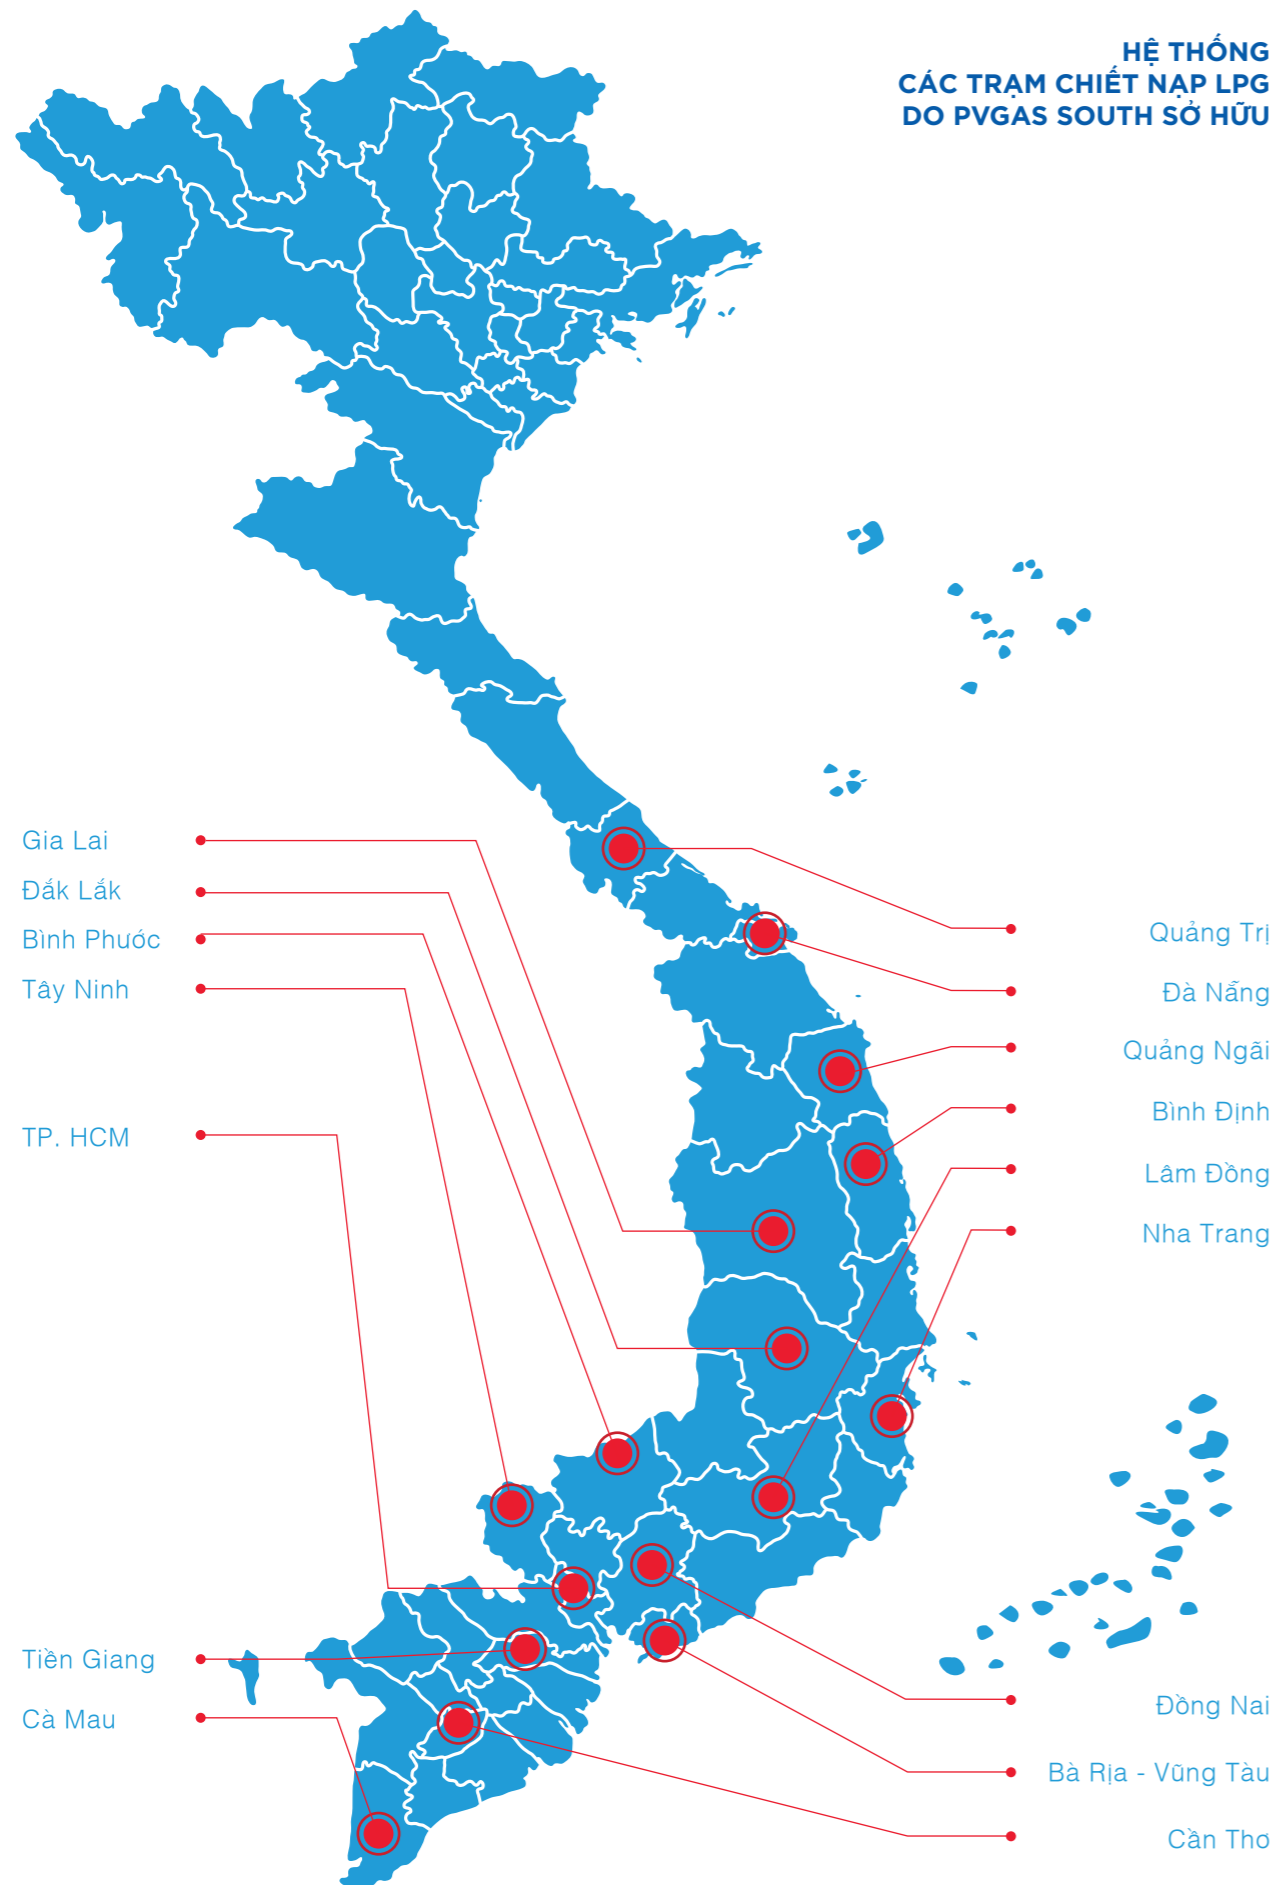 HỆ THỐNG
CÁC TRẠM CHIẾT NẠP LPG
DO PVGAS SOUTH SỞ HỮU
Gia Lai
Đắk Lắk
Bình Phước
Tây Ninh
TP. HCM
Tiền Giang
Cà Mau
Quảng Trị
Đà Nẵng
Quảng Ngãi
Bình Định
Lâm Đồng
Nha Trang
Đồng Nai
Bà Rịa - Vũng Tàu
Cần Thơ